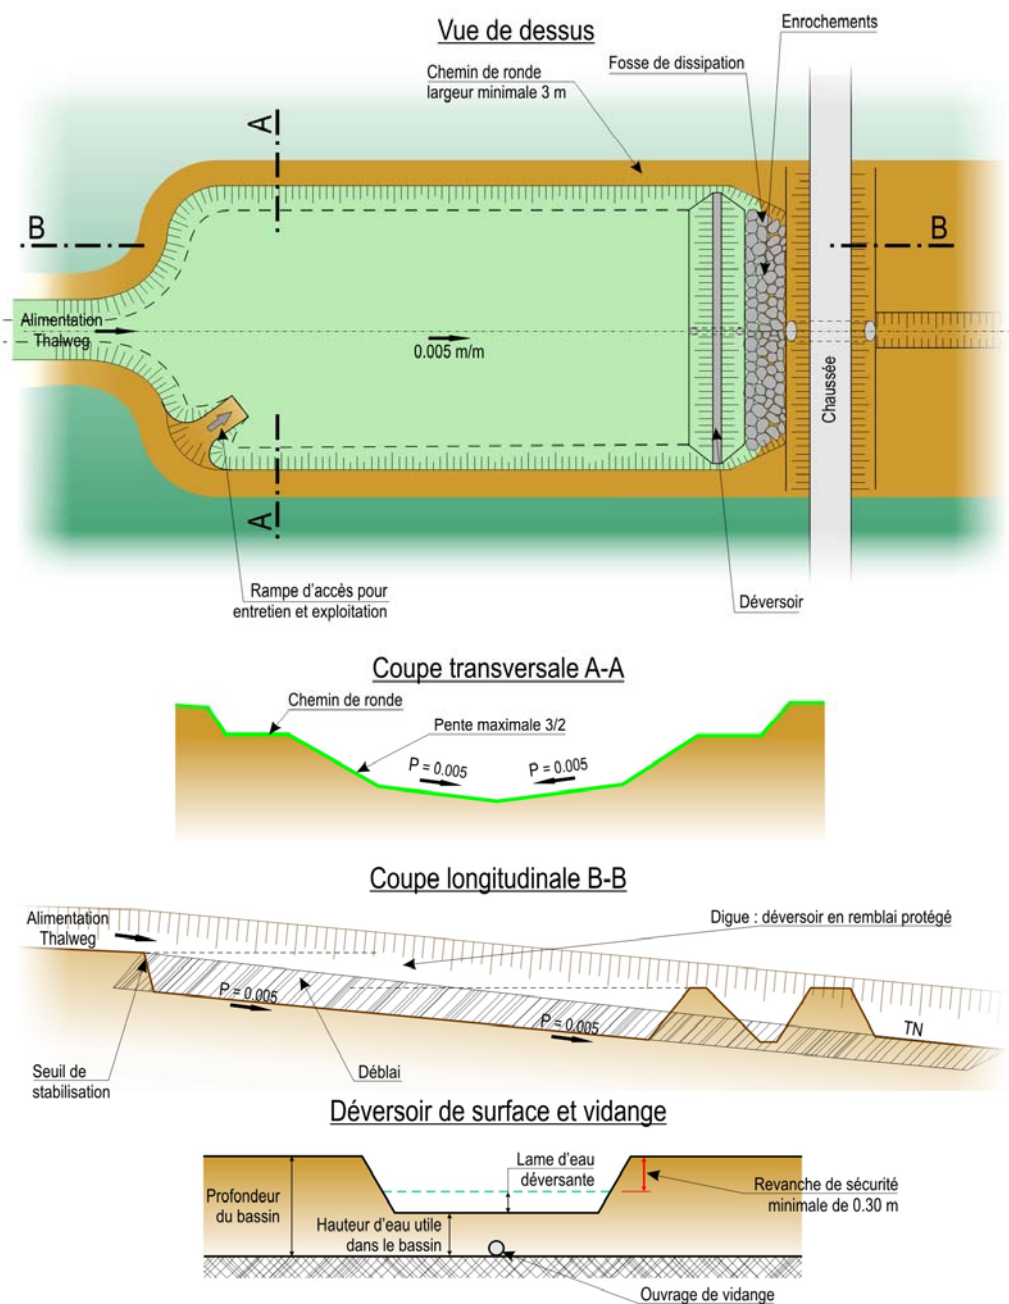 Vue de dessus
Enrochements
Fosse de dissipation
Chemin de ronde
largeur minimale 3 m
A
B
B
Alimentation
Thalweg
0.005 m/m
Chaussée
A
Rampe d'accès pour
entretien et exploitation
Déversoir
Coupe transversale A-A
Chemin de ronde
Pente maximale 3/2
P = 0.005
P = 0.005
Coupe longitudinale B-B
Alimentation
Thalweg
Digue : déversoir en remblai protégé
P = 0.005
P = 0.005
TN
Seuil de
stabilisation
Déblai
Déversoir de surface et vidange
Lame d'eau
déversante
Profondeur
du bassin
Revanche de sécurité
minimale de 0.30 m
Hauteur d'eau utile
dans le bassin
Ouvrage de vidange